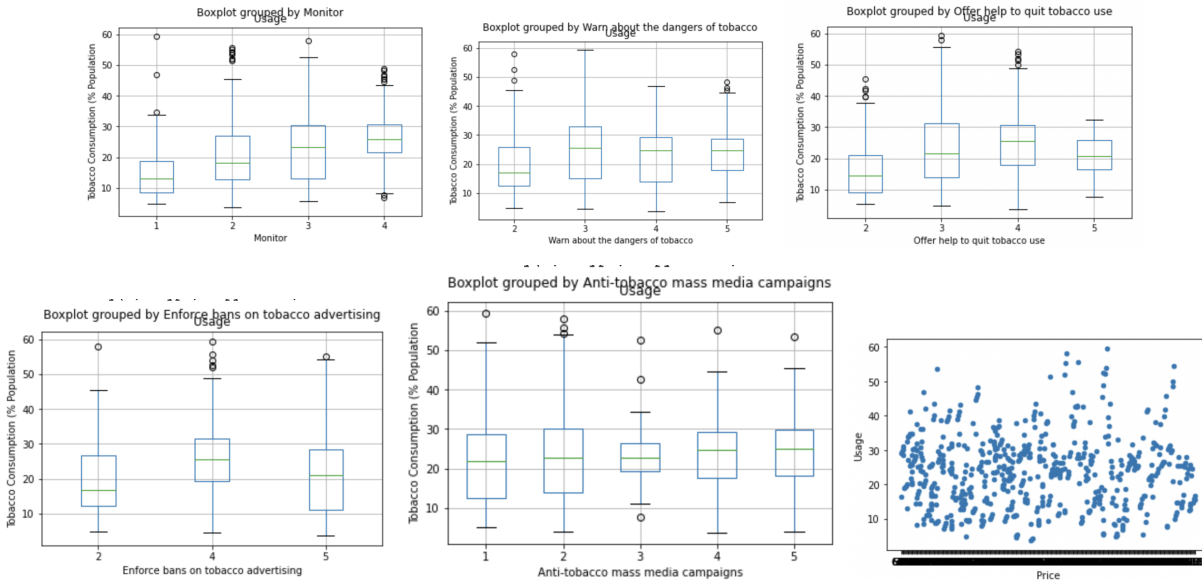 Boxplot grouped by Monitor
Usage
Tobacco Consumption (% Population
60
50
40
30
20
10
1 2 3 4
Monitor
Boxplot grouped by Warn about the dangers of tobacco
Usage
Tobacco Consumption (% Population
60
50
40
30
20
10
2 3 4 5
Warn about the dangers of tobacco
Boxplot grouped by Offer help to quit tobacco use
Usage
Tobacco Consumption (% Population
60
50
40
30
20
10
2 3 4 5
Offer help to quit tobacco use
Boxplot grouped by Enforce bans on tobacco advertising
Usage
Tobacco Consumption (% Population
60
50
40
30
20
10
2 4 5
Enforce bans on tobacco advertising
Boxplot grouped by Anti-tobacco mass media campaigns
Usage
Tobacco Consumption (% Population
60
50
40
30
20
10
1 2 3 4 5
Anti-tobacco mass media campaigns
Usage
60
50
40
30
20
10
Price